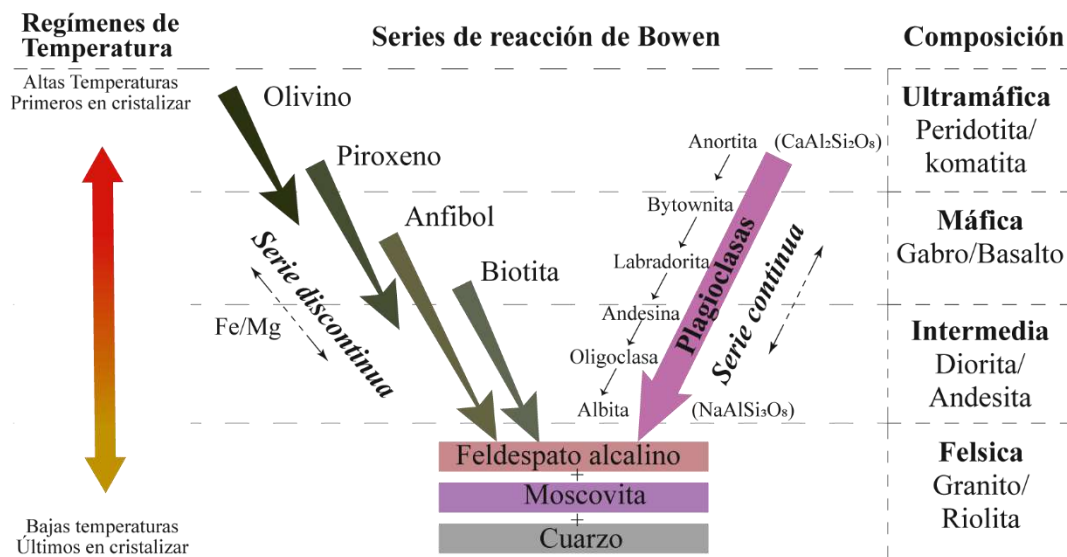 Regímenes de
Temperatura
Series de reacción de Bowen
Composición
Altas Temperaturas
Primeros en cristalizar
Olivino
Piroxeno
Anfibol
Biotita
Serie discontinua
Fe/Mg
Anortita
(CaAl₂Si₂O₈)
Bytownita
Labradorita
Andesina
Oligoclasa
Albita
(NaAlSi₃O₈)
Plagioclasas
Serie continua
Ultramáfica
Peridotita/
komatita
Máfica
Gabro/Basalto
Intermedia
Diorita/
Andesita
Felsica
Granito/
Riolita
Feldespato alcalino
+
Moscovita
+
Cuarzo
Bajas temperaturas
Últimos en cristalizar